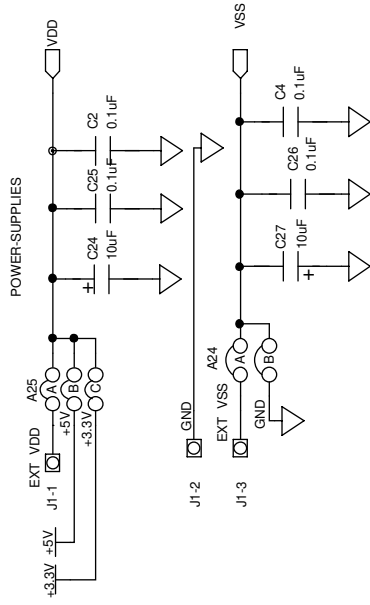 POWER-SUPPLIES
VDD
C2
0.1uF
C25
0.1uF
C24
10uF
+
A25
A
B
C
EXT VDD
+5V
+3.3V
J1-1
+5V
+3.3V
GND
J1-2
VSS
C4
0.1uF
C26
0.1uF
C27
10uF
+
A24
A
B
EXT VSS
GND
J1-3